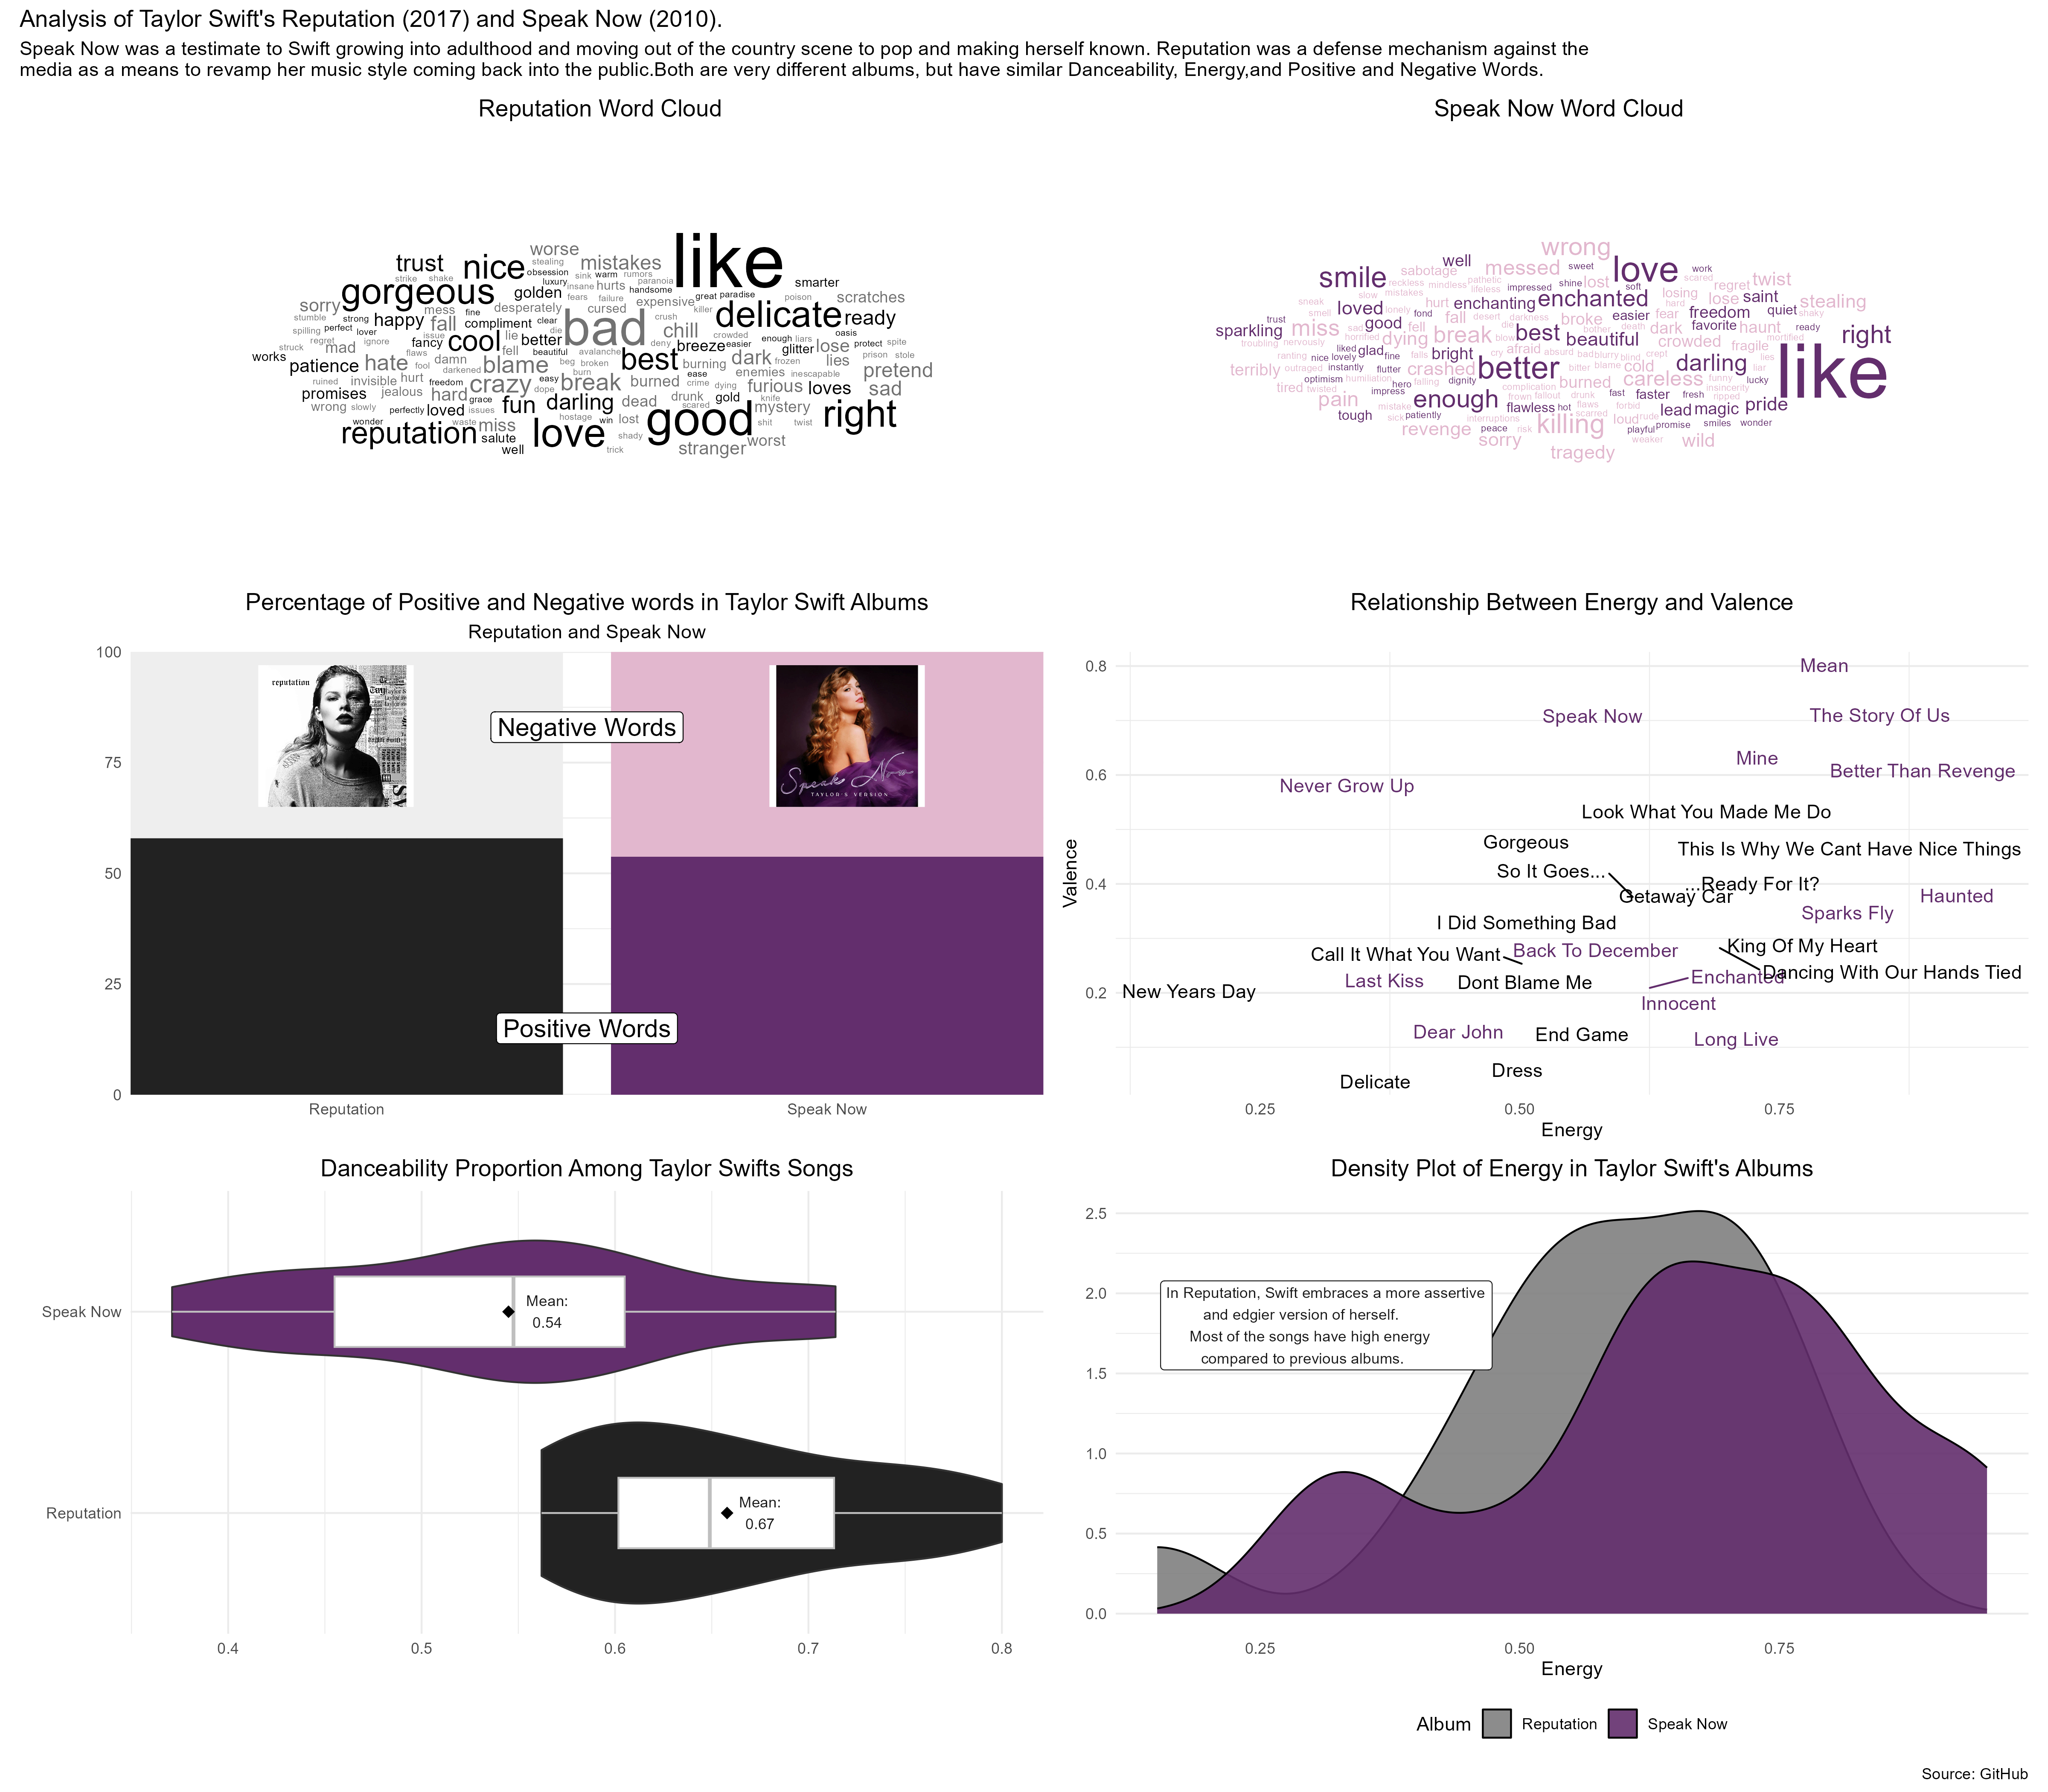 Analysis of Taylor Swift's Reputation (2017) and Speak Now (2010).
Speak Now was a testimate to Swift growing into adulthood and moving out of the country scene to pop and making herself known. Reputation was a defense mechanism against the
media as a means to revamp her music style coming back into the public.Both are very different albums, but have similar Danceability, Energy,and Positive and Negative Words.
Reputation Word Cloud
worse
like
trust nice stealing mistakes
strike shake obsession sink warm rumors paranoia
luxury insane hurts handsome smarter
gorgeous golden fears failure expensive great paradise poison scratches
sorry mess fine desperately cursed killer delicate
stumble strong happy fall compliment clear bad crush chill ready
spilling perfect lover die crowded oasis
regret fancy cool lie better deny breeze easier enough liars lose protect spite
struck mad ignore issue fell beautiful avalanche best glitter
works flaws damn blame beg broken burning dark frozen lies prison stole
patience hate fool darkened burn ease enemies inescapable pretend
ruined invisible hurt freedom crazy easy break burned crime dying furious loves sad
promises jealous hard grace dope drunk gold knife
wrong slowly perfectly loved issues fun darling dead scared mystery right
wonder waste miss hostage win lost good shit twist
reputation salute love shady worst
well trick stranger
Speak Now Word Cloud
wrong
well messed sweet love work
smile sabotage pathetic scared twist
reckless mindless lifeless impressed shine lost soft regret
slow mistakes enchanting enchanted losing lose saint stealing
sneak loved hurt hard
smell lonely fond fall desert darkness broke easier fear freedom quiet shaky
trust good fell die bother death dark favorite haunt ready
sparkling miss sad break blow best right
troubling nervously horrified dying beautiful crowded fragile mortified
liked glad fine falls bright cry afraid absurd bad blurry blind crept lies
ranting nice lovely
terribly outraged instantly flutter crashed better bitter blame cold darling liar like
optimism humiliation hero falling dignity complication burned careless funny lucky
tired twisted impress frown fallout drunk fast faster fresh insincerity ripped
pain enough flaws forbid
mistake flawless hot scarred lead magic pride
tough sick patiently interruptions killing loud rude
revenge peace risk playful promise smiles wonder
sorry weaker wild
tragedy
Percentage of Positive and Negative words in Taylor Swift Albums
Reputation and Speak Now
100
75
50
25
0
reputation
Speak Now
TAYLOR'S VERSION
Negative Words
Positive Words
Reputation
Speak Now
Relationship Between Energy and Valence
Valence
0.8
0.6
0.4
0.2
Mean
Speak Now
The Story Of Us
Mine
Better Than Revenge
Never Grow Up
Look What You Made Me Do
Gorgeous
This Is Why We Cant Have Nice Things
So It Goes...
...Ready For It?
Getaway Car
Haunted
Sparks Fly
I Did Something Bad
King Of My Heart
Call It What You Want
Back To December
Dancing With Our Hands Tied
Enchanted
Last Kiss
Dont Blame Me
New Years Day
Innocent
Dear John
End Game
Long Live
Dress
Delicate
0.25
0.50
0.75
Energy
Danceability Proportion Among Taylor Swifts Songs
Speak Now
Mean:
0.54
Reputation
Mean:
0.67
0.4
0.5
0.6
0.7
0.8
Density Plot of Energy in Taylor Swift's Albums
2.5
2.0
1.5
1.0
0.5
0.0
In Reputation, Swift embraces a more assertive
and edgier version of herself.
Most of the songs have high energy
compared to previous albums.
0.25
0.50
0.75
Energy
Album
Reputation
Speak Now
Source: GitHub